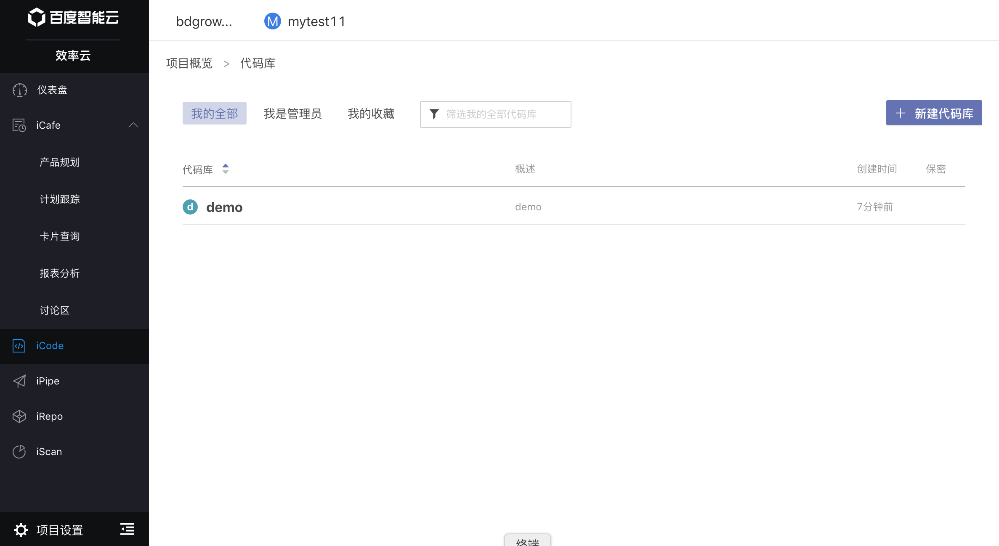 百度智能云
效率云
仪表盘
iCafe
产品规划
计划跟踪
卡片查询
报表分析
讨论区
iCode
iPipe
iRepo
iScan
项目设置
bdgrow... M mytest11
项目概览 > 代码库
我的全部 我是管理员 我的收藏 筛选我的全部代码库 + 新建代码库
代码库 概述 创建时间 保密
d demo demo 7分钟前
终端